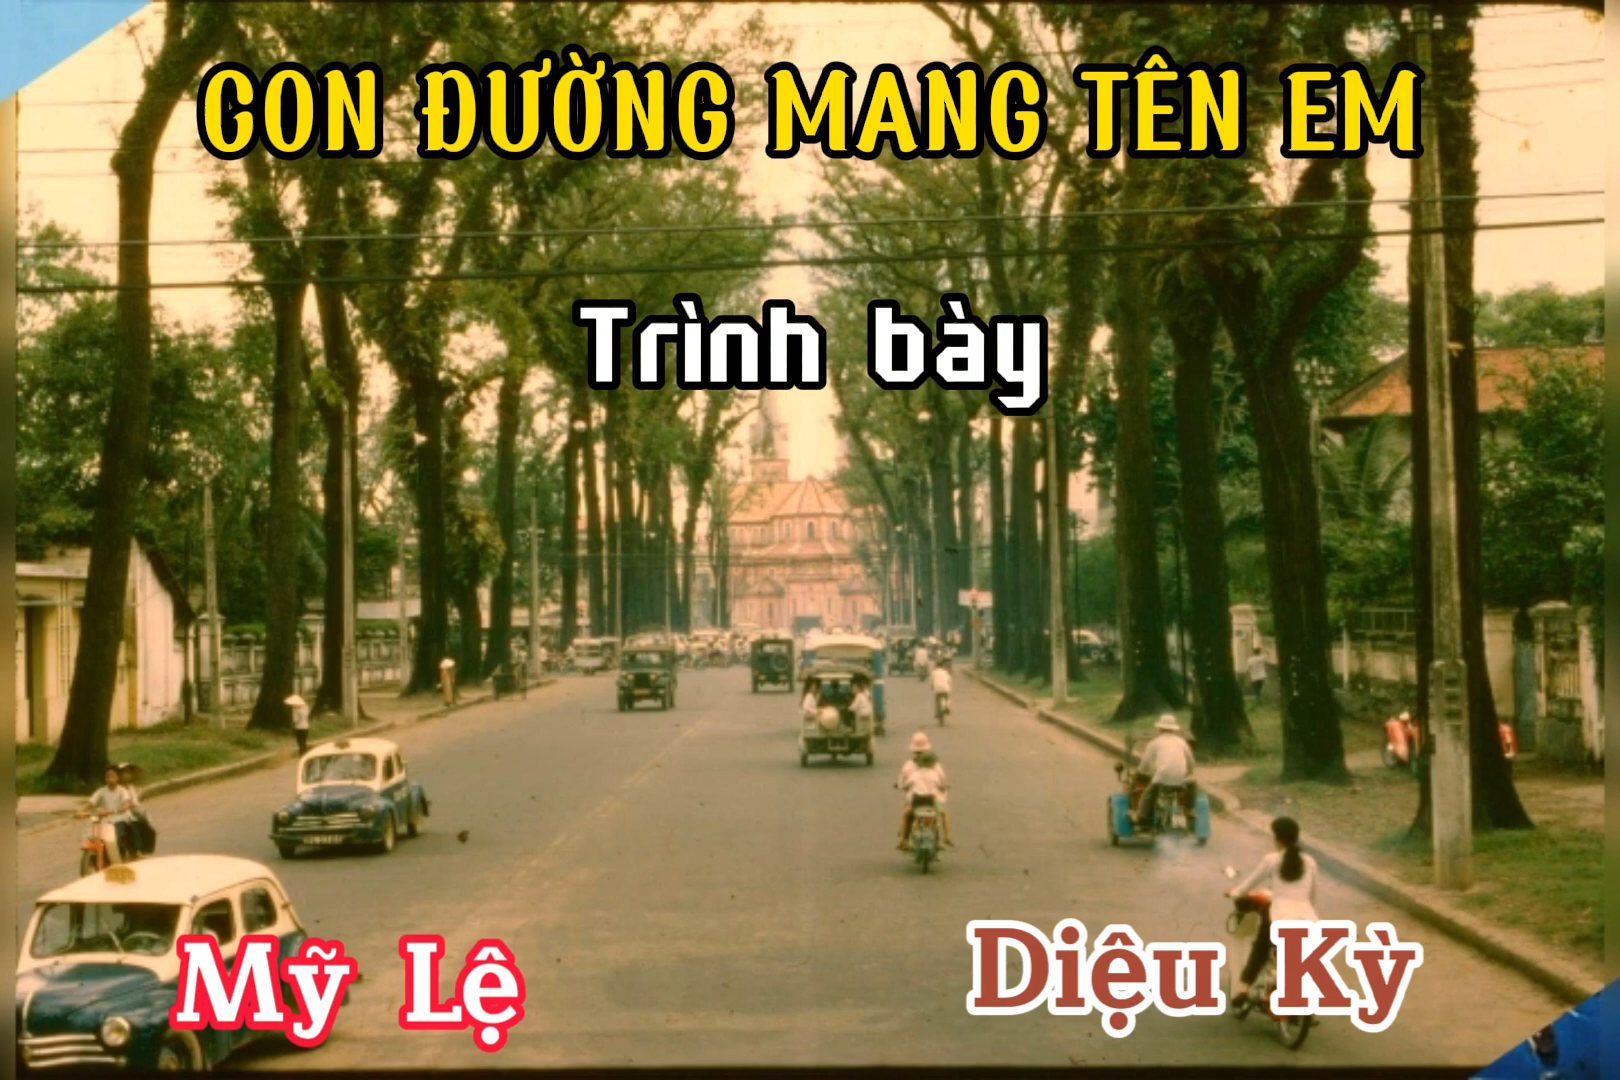 CON ĐƯỜNG MANG TÊN EM
Trình bày
Mỹ Lệ
Diệu Kỳ